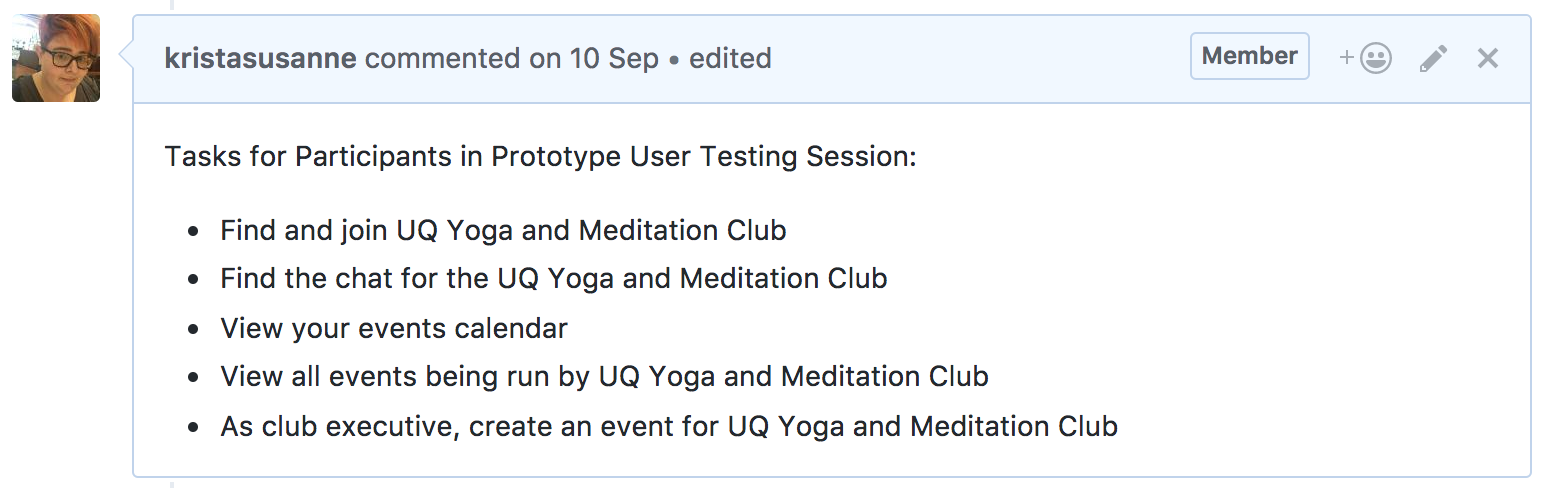 kristasusanne commented on 10 Sep • edited Member
Tasks for Participants in Prototype User Testing Session:
• Find and join UQ Yoga and Meditation Club
• Find the chat for the UQ Yoga and Meditation Club
• View your events calendar
• View all events being run by UQ Yoga and Meditation Club
• As club executive, create an event for UQ Yoga and Meditation Club